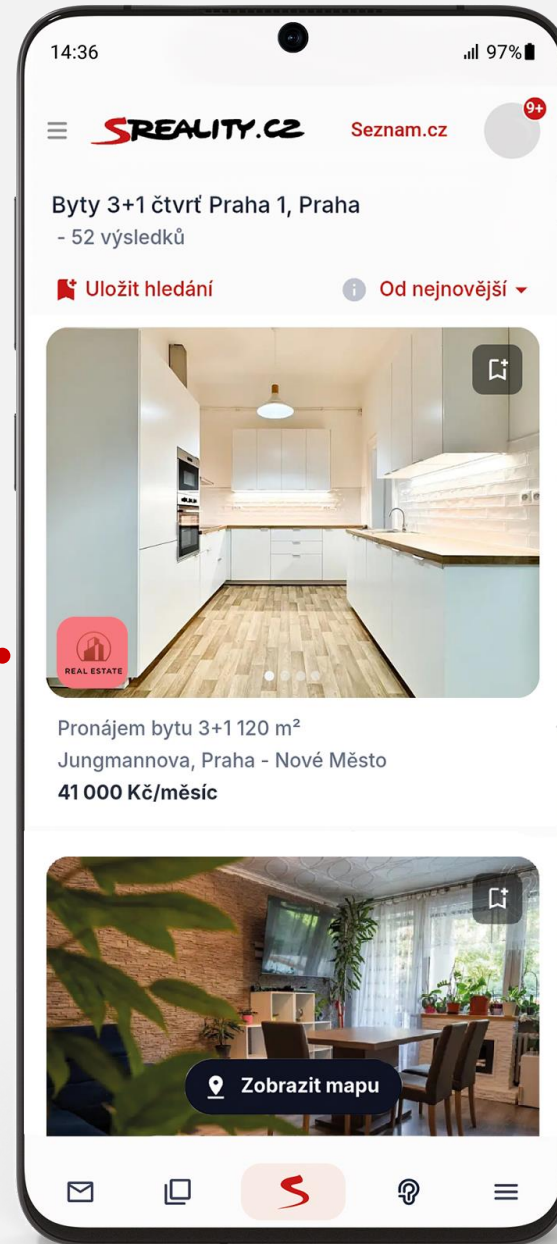 14:36
97%
SREALITY.CZ
Seznam.cz
9+
Byty 3+1 čtvrť Praha 1, Praha
- 52 výsledků
Uložit hledání
i
Od nejnovější
REAL ESTATE
Pronájem bytu 3+1 120 m²
Jungmannova, Praha - Nové Město
41 000 Kč/měsíc
Zobrazit mapu
S